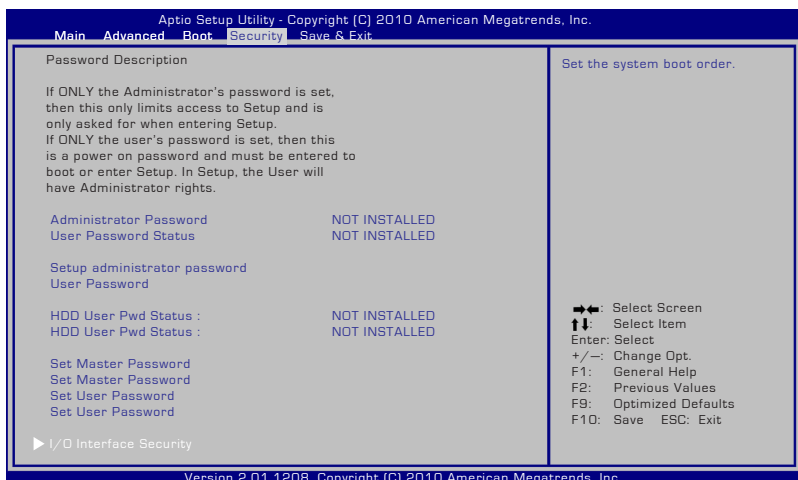 Aptio Setup Utility - Copyright (C) 2010 American Megatrends, Inc.
Main Advanced Boot Security Save & Exit
Password Description
If ONLY the Administrator's password is set,
then this only limits access to Setup and is
only asked for when entering Setup.
If ONLY the user's password is set, then this
is a power on password and must be entered to
boot or enter Setup. In Setup, the User will
have Administrator rights.
Administrator Password NOT INSTALLED
User Password Status NOT INSTALLED
Setup administrator password
User Password
HDD User Pwd Status : NOT INSTALLED
HDD User Pwd Status : NOT INSTALLED
Set Master Password
Set Master Password
Set User Password
Set User Password
I/O Interface Security
Set the system boot order.
→←: Select Screen
↑↓: Select Item
Enter: Select
+/—: Change Opt.
F1: General Help
F2: Previous Values
F9: Optimized Defaults
F10: Save ESC: Exit
Version 2.01.1208. Copyright (C) 2010 American Megatrends, Inc.